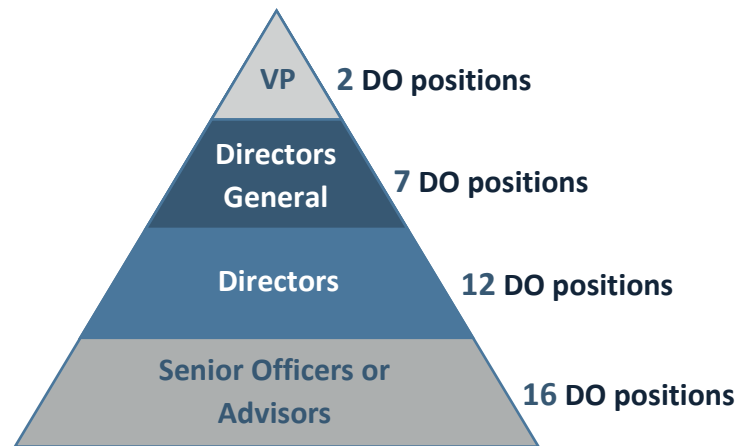 VP
2 DO positions
Directors
General
7 DO positions
Directors
12 DO positions
Senior Officers or
Advisors
16 DO positions